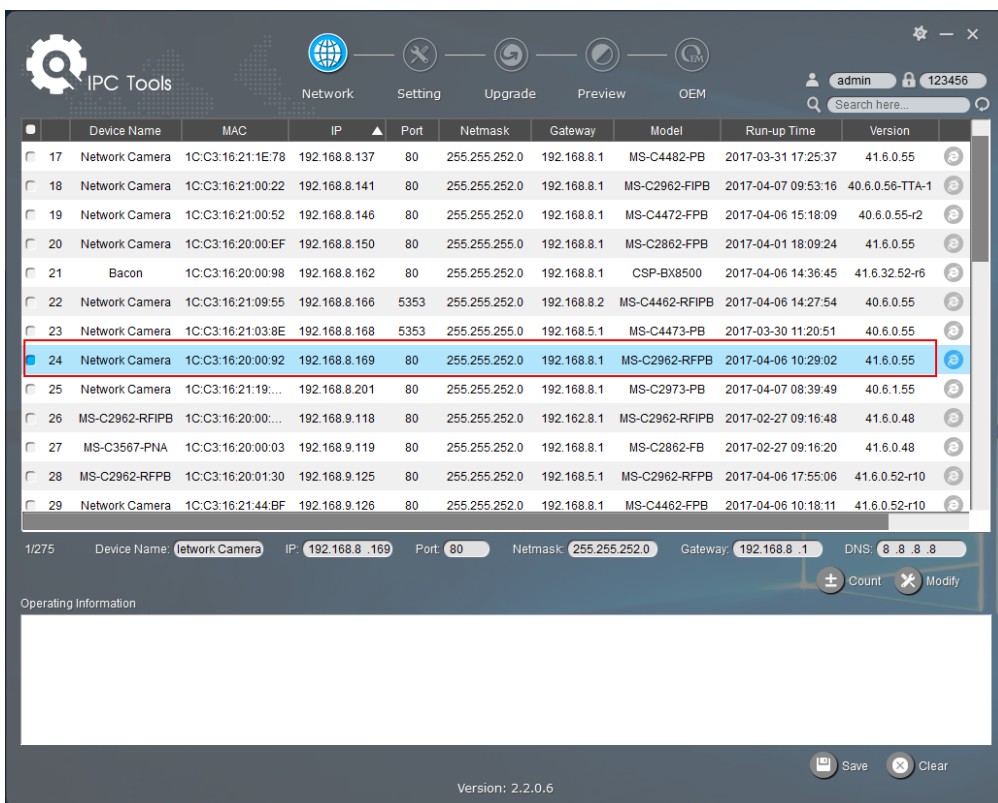 IPC Tools
Network Setting Upgrade Preview OEM
admin 123456
Search here...
Device Name MAC IP Port Netmask Gateway Model Run-up Time Version
17 Network Camera 1C:C3:16:21:1E:78 192.168.8.137 80 255.255.252.0 192.168.8.1 MS-C4482-PB 2017-03-31 17:25:37 41.6.0.55
18 Network Camera 1C:C3:16:21:00:22 192.168.8.141 80 255.255.252.0 192.168.8.1 MS-C2962-FIPB 2017-04-07 09:53:16 40.6.0.56-TTA-1
19 Network Camera 1C:C3:16:21:00:52 192.168.8.146 80 255.255.252.0 192.168.8.1 MS-C4472-FPB 2017-04-06 15:18:09 40.6.0.55-r2
20 Network Camera 1C:C3:16:20:00:EF 192.168.8.150 80 255.255.252.0 192.168.8.1 MS-C2862-FPB 2017-04-01 18:09:24 41.6.0.55
21 Bacon 1C:C3:16:20:00:98 192.168.8.162 80 255.255.252.0 192.168.8.1 CSP-BX8500 2017-04-06 14:36:45 41.6.32.52-r6
22 Network Camera 1C:C3:16:21:09:55 192.168.8.166 5353 255.255.252.0 192.168.8.2 MS-C4462-RFIPB 2017-04-06 14:27:54 40.6.0.55
23 Network Camera 1C:C3:16:21:03:8E 192.168.8.168 5353 255.255.255.0 192.168.5.1 MS-C4473-PB 2017-03-30 11:20:51 40.6.0.55
24 Network Camera 1C:C3:16:20:00:92 192.168.8.169 80 255.255.252.0 192.168.8.1 MS-C2962-RFPB 2017-04-06 10:29:02 41.6.0.55
25 Network Camera 1C:C3:16:21:19:... 192.168.8.201 80 255.255.252.0 192.168.8.1 MS-C2973-PB 2017-04-07 08:39:49 40.6.1.55
26 MS-C2962-RFIPB 1C:C3:16:20:00:... 192.168.9.118 80 255.255.252.0 192.162.8.1 MS-C2962-RFIPB 2017-02-27 09:16:48 41.6.0.48
27 MS-C3567-PNA 1C:C3:16:20:00:03 192.168.9.119 80 255.255.252.0 192.168.8.1 MS-C2862-FB 2017-02-27 09:16:20 41.6.0.48
28 MS-C2962-RFPB 1C:C3:16:20:01:30 192.168.9.125 80 255.255.252.0 192.168.5.1 MS-C2962-RFPB 2017-04-06 17:55:06 41.6.0.52-r10
29 Network Camera 1C:C3:16:21:44:BF 192.168.9.126 80 255.255.252.0 192.168.8.1 MS-C4462-FPB 2017-04-06 10:18:11 41.6.0.52-r10
1/275 Device Name: letwork Camera IP: 192.168.8 .169 Port: 80 Netmask: 255.255.252.0 Gateway: 192.168.8 .1 DNS: 8 .8 .8 .8
Count Modify
Operating Information
Save Clear
Version: 2.2.0.6